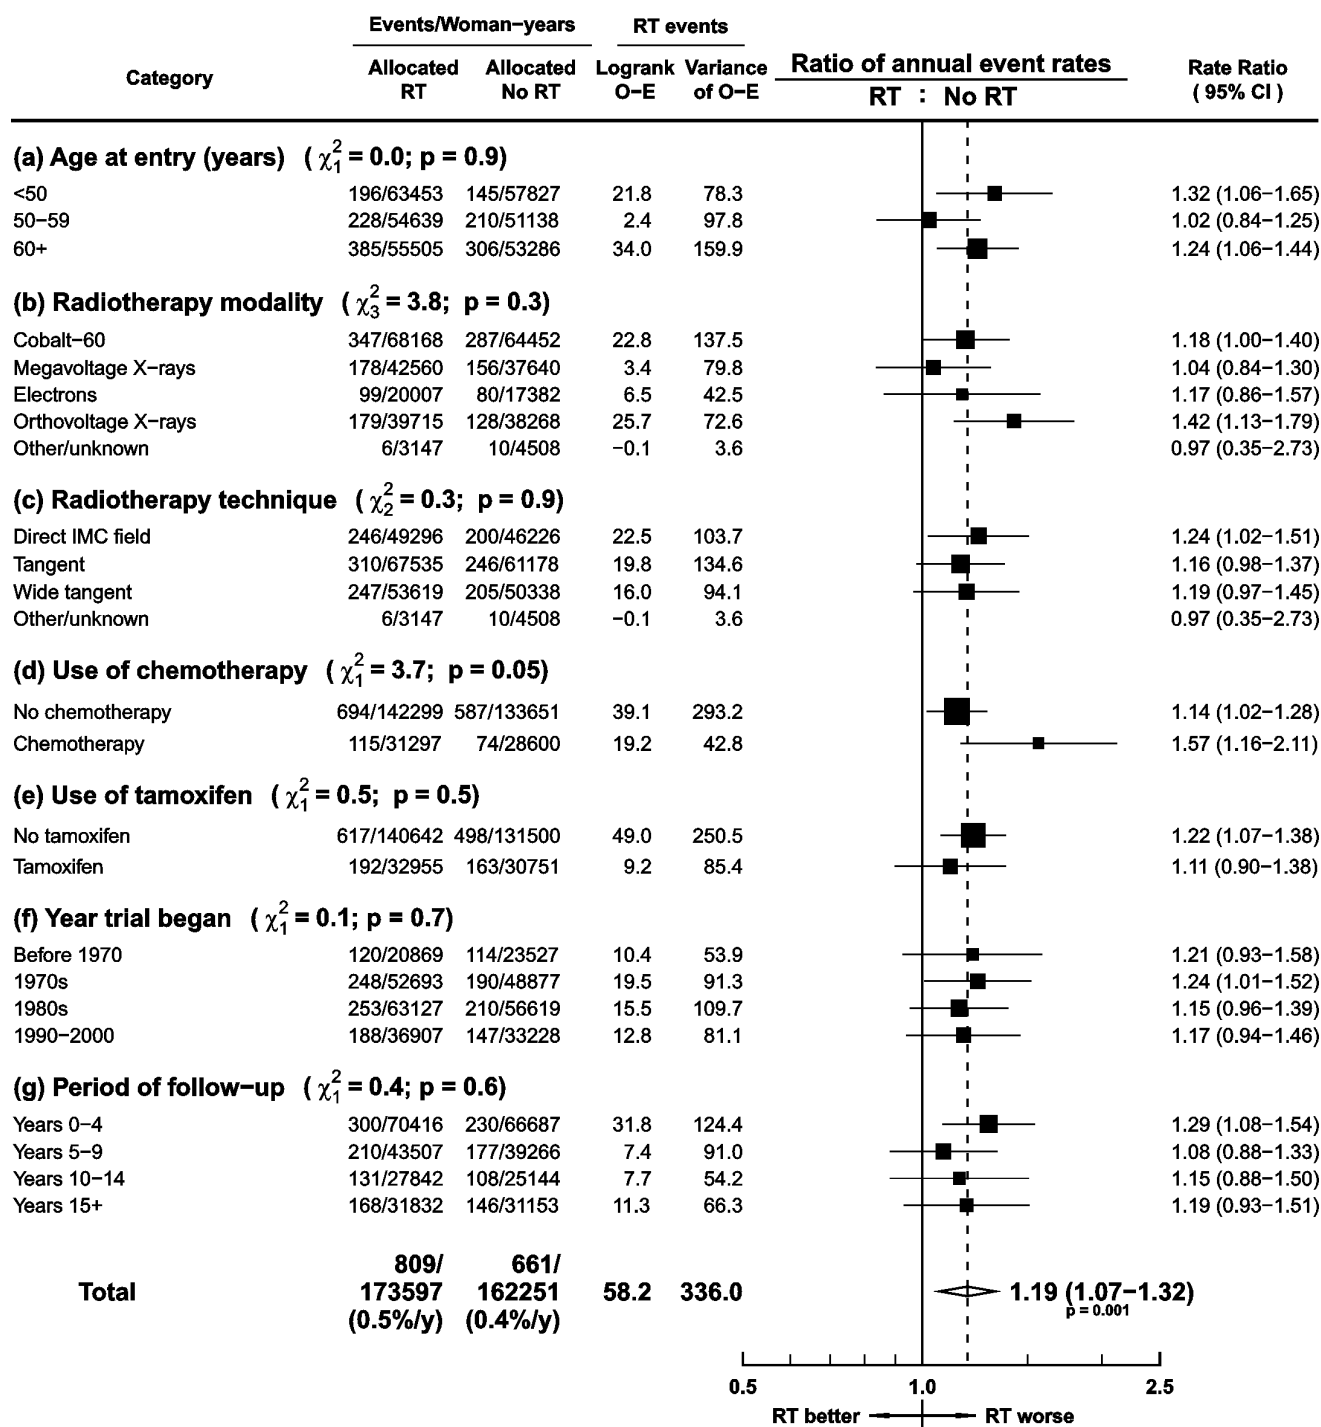 Events/Woman−years RT events
Category Allocated RT Allocated No RT Logrank O−E Variance of O−E Ratio of annual event rates RT : No RT Rate Ratio ( 95% CI )
(a) Age at entry (years) ( χ²₁ = 0.0; p = 0.9)
<50 196/63453 145/57827 21.8 78.3 1.32 (1.06−1.65)
50−59 228/54639 210/51138 2.4 97.8 1.02 (0.84−1.25)
60+ 385/55505 306/53286 34.0 159.9 1.24 (1.06−1.44)
(b) Radiotherapy modality ( χ²₃ = 3.8; p = 0.3)
Cobalt−60 347/68168 287/64452 22.8 137.5 1.18 (1.00−1.40)
Megavoltage X−rays 178/42560 156/37640 3.4 79.8 1.04 (0.84−1.30)
Electrons 99/20007 80/17382 6.5 42.5 1.17 (0.86−1.57)
Orthovoltage X−rays 179/39715 128/38268 25.7 72.6 1.42 (1.13−1.79)
Other/unknown 6/3147 10/4508 −0.1 3.6 0.97 (0.35−2.73)
(c) Radiotherapy technique ( χ²₂ = 0.3; p = 0.9)
Direct IMC field 246/49296 200/46226 22.5 103.7 1.24 (1.02−1.51)
Tangent 310/67535 246/61178 19.8 134.6 1.16 (0.98−1.37)
Wide tangent 247/53619 205/50338 16.0 94.1 1.19 (0.97−1.45)
Other/unknown 6/3147 10/4508 −0.1 3.6 0.97 (0.35−2.73)
(d) Use of chemotherapy ( χ²₁ = 3.7; p = 0.05)
No chemotherapy 694/142299 587/133651 39.1 293.2 1.14 (1.02−1.28)
Chemotherapy 115/31297 74/28600 19.2 42.8 1.57 (1.16−2.11)
(e) Use of tamoxifen ( χ²₁ = 0.5; p = 0.5)
No tamoxifen 617/140642 498/131500 49.0 250.5 1.22 (1.07−1.38)
Tamoxifen 192/32955 163/30751 9.2 85.4 1.11 (0.90−1.38)
(f) Year trial began ( χ²₁ = 0.1; p = 0.7)
Before 1970 120/20869 114/23527 10.4 53.9 1.21 (0.93−1.58)
1970s 248/52693 190/48877 19.5 91.3 1.24 (1.01−1.52)
1980s 253/63127 210/56619 15.5 109.7 1.15 (0.96−1.39)
1990−2000 188/36907 147/33228 12.8 81.1 1.17 (0.94−1.46)
(g) Period of follow−up ( χ²₁ = 0.4; p = 0.6)
Years 0−4 300/70416 230/66687 31.8 124.4 1.29 (1.08−1.54)
Years 5−9 210/43507 177/39266 7.4 91.0 1.08 (0.88−1.33)
Years 10−14 131/27842 108/25144 7.7 54.2 1.15 (0.88−1.50)
Years 15+ 168/31832 146/31153 11.3 66.3 1.19 (0.93−1.51)
809/ 661/
Total 173597 162251 58.2 336.0 1.19 (1.07−1.32)
(0.5%/y) (0.4%/y) p = 0.001
0.5 1.0 2.5
RT better RT worse